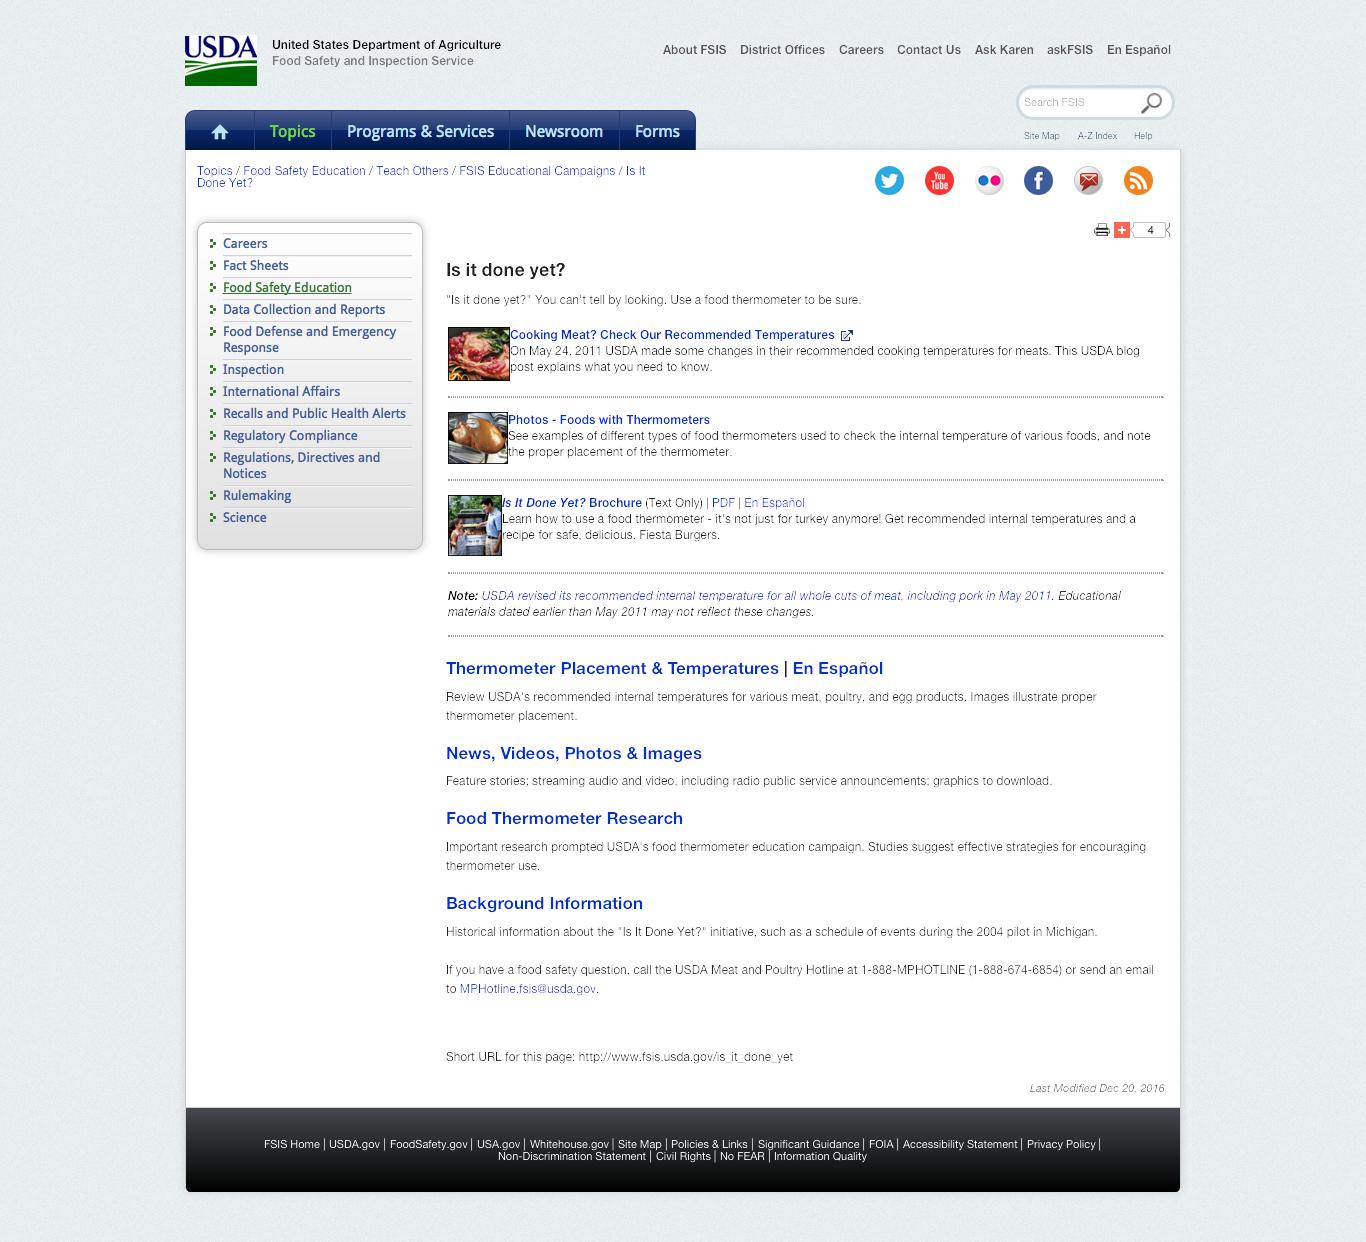 USDA
United States Department of Agriculture
Food Safety and Inspection Service
About FSIS District Offices Careers Contact Us Ask Karen askFSIS En Español
Search FSIS
Site Map A-Z Index Help
Topics Programs & Services Newsroom Forms
Topics / Food Safety Education / Teach Others / FSIS Educational Campaigns / Is It
Done Yet?
You
Tube
4
Careers
Fact Sheets
Food Safety Education
Data Collection and Reports
Food Defense and Emergency
Response
Inspection
International Affairs
Recalls and Public Health Alerts
Regulatory Compliance
Regulations, Directives and
Notices
Rulemaking
Science
Is it done yet?
"Is it done yet?" You can't tell by looking. Use a food thermometer to be sure.
Cooking Meat? Check Our Recommended Temperatures
On May 24, 2011 USDA made some changes in their recommended cooking temperatures for meats. This USDA blog
post explains what you need to know.
Photos - Foods with Thermometers
See examples of different types of food thermometers used to check the internal temperature of various foods, and note
the proper placement of the thermometer.
Is It Done Yet? Brochure (Text Only) | PDF | En Español
Learn how to use a food thermometer - it's not just for turkey anymore! Get recommended internal temperatures and a
recipe for safe, delicious, Fiesta Burgers.
Note: USDA revised its recommended internal temperature for all whole cuts of meat, including pork in May 2011. Educational
materials dated earlier than May 2011 may not reflect these changes.
Thermometer Placement & Temperatures | En Español
Review USDA's recommended internal temperatures for various meat, poultry, and egg products. Images illustrate proper
thermometer placement.
News, Videos, Photos & Images
Feature stories; streaming audio and video, including radio public service announcements; graphics to download.
Food Thermometer Research
Important research prompted USDA's food thermometer education campaign. Studies suggest effective strategies for encouraging
thermometer use.
Background Information
Historical information about the "Is It Done Yet?" initiative, such as a schedule of events during the 2004 pilot in Michigan.
If you have a food safety question, call the USDA Meat and Poultry Hotline at 1-888-MPHOTLINE (1-888-674-6854) or send an email
to MPHotline.fsis@usda.gov.
Short URL for this page: http://www.fsis.usda.gov/is_it_done_yet
Last Modified Dec 20, 2016
FSIS Home | USDA.gov | FoodSafety.gov | USA.gov | Whitehouse.gov | Site Map | Policies & Links | Significant Guidance | FOIA | Accessibility Statement | Privacy Policy |
Non-Discrimination Statement | Civil Rights | No FEAR | Information Quality